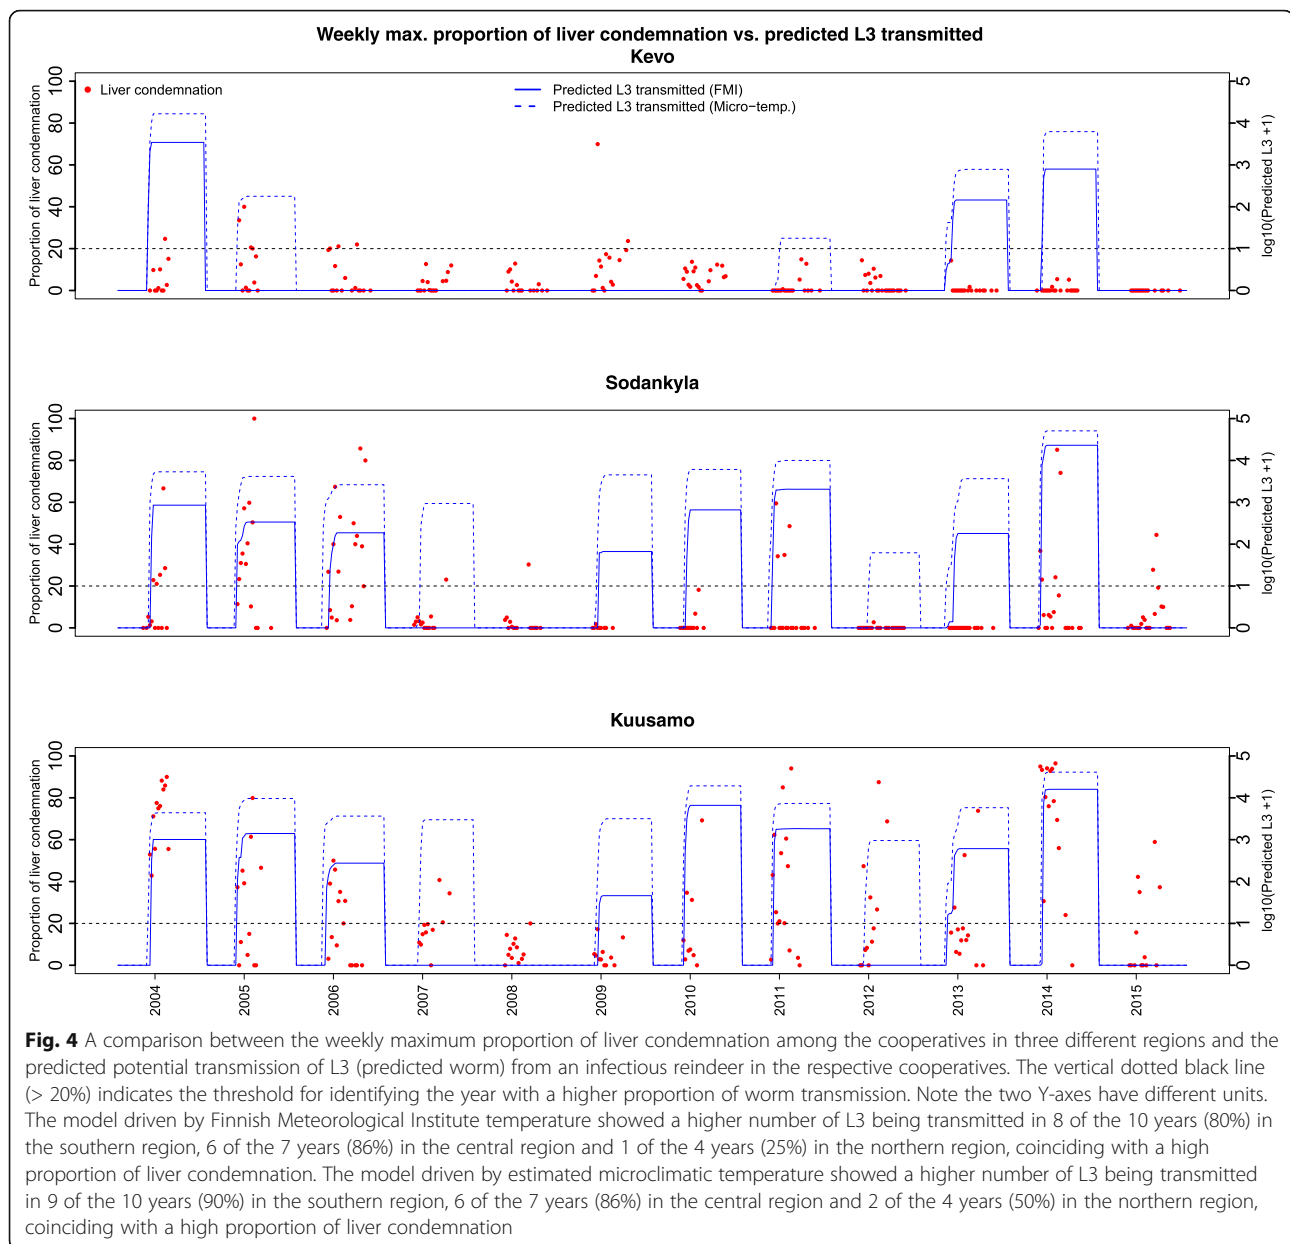 Weekly max. proportion of liver condemnation vs. predicted L3 transmitted
Kevo
Liver condemnation
Predicted L3 transmitted (FMI)
Predicted L3 transmitted (Micro−temp.)
Proportion of liver condemnation
0 20 40 60 80 100
log10(Predicted L3 +1)
0 1 2 3 4 5
Sodankyla
Proportion of liver condemnation
0 20 40 60 80 100
log10(Predicted L3 +1)
0 1 2 3 4 5
Kuusamo
Proportion of liver condemnation
0 20 40 60 80 100
log10(Predicted L3 +1)
0 1 2 3 4 5
2004 2005 2006 2007 2008 2009 2010 2011 2012 2013 2014 2015
Fig. 4 A comparison between the weekly maximum proportion of liver condemnation among the cooperatives in three different regions and the
predicted potential transmission of L3 (predicted worm) from an infectious reindeer in the respective cooperatives. The vertical dotted black line
(> 20%) indicates the threshold for identifying the year with a higher proportion of worm transmission. Note the two Y-axes have different units.
The model driven by Finnish Meteorological Institute temperature showed a higher number of L3 being transmitted in 8 of the 10 years (80%) in
the southern region, 6 of the 7 years (86%) in the central region and 1 of the 4 years (25%) in the northern region, coinciding with a high
proportion of liver condemnation. The model driven by estimated microclimatic temperature showed a higher number of L3 being transmitted
in 9 of the 10 years (90%) in the southern region, 6 of the 7 years (86%) in the central region and 2 of the 4 years (50%) in the northern region,
coinciding with a high proportion of liver condemnation